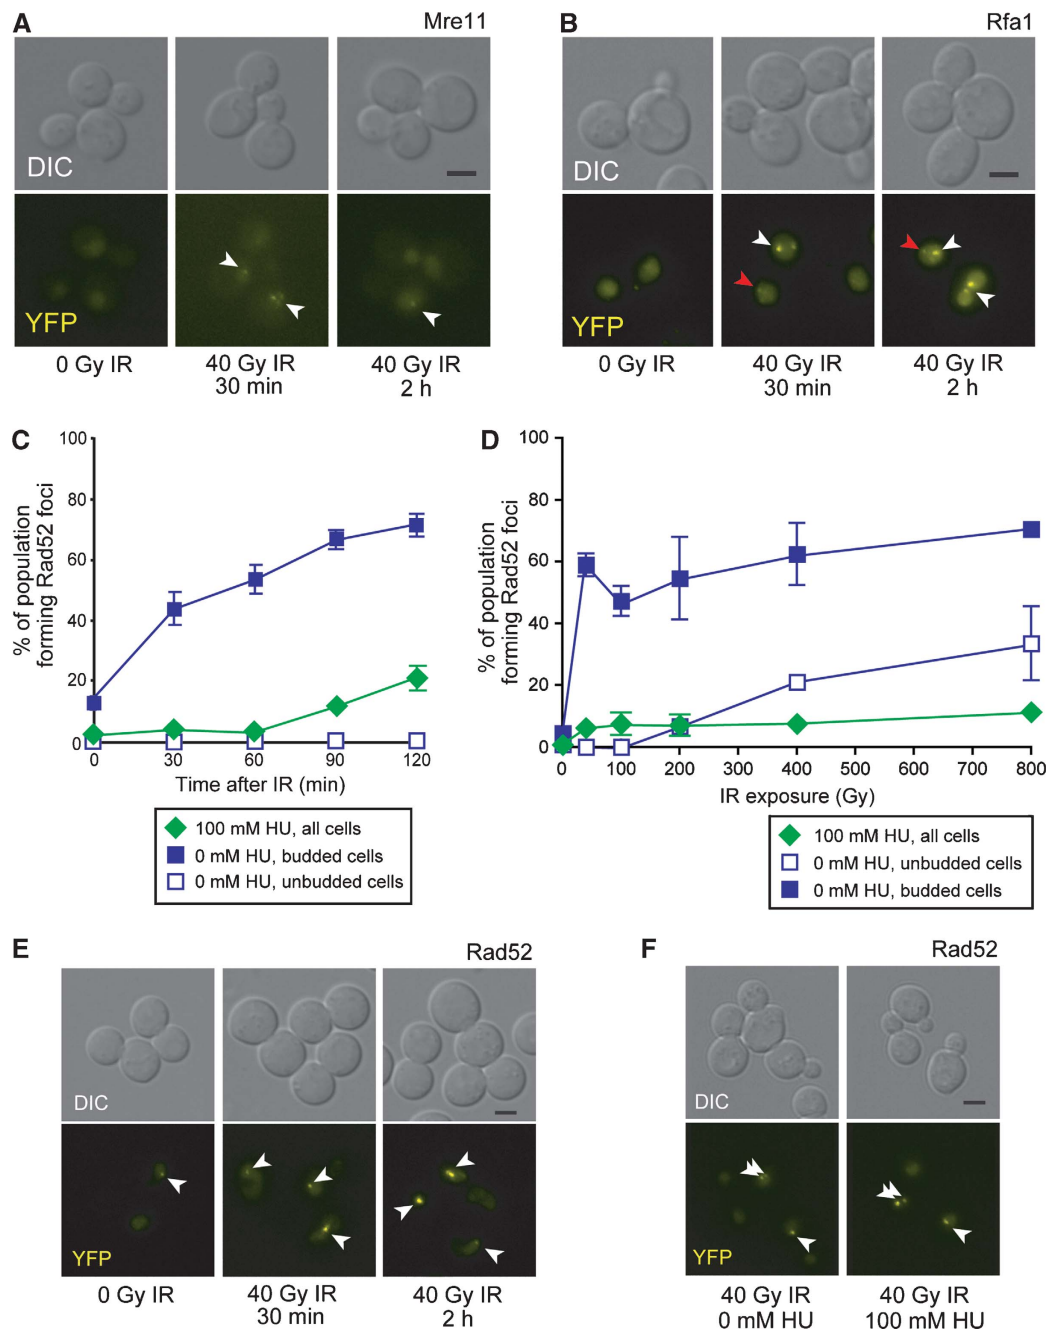 A Mre11
B Rfa1
DIC
DIC
YFP
YFP
0 Gy IR
40 Gy IR
30 min
40 Gy IR
2 h
0 Gy IR
40 Gy IR
30 min
40 Gy IR
2 h
C
% of population
forming Rad52 foci
100
80
60
40
20
0
0 30 60 90 120
Time after IR (min)
100 mM HU, all cells
0 mM HU, budded cells
0 mM HU, unbudded cells
D
% of population
forming Rad52 foci
100
80
60
40
20
0
0 100 200 300 400 500 600 700 800
IR exposure (Gy)
100 mM HU, all cells
0 mM HU, unbudded cells
0 mM HU, budded cells
E Rad52
DIC
YFP
0 Gy IR
40 Gy IR
30 min
40 Gy IR
2 h
F Rad52
DIC
YFP
40 Gy IR
0 mM HU
40 Gy IR
100 mM HU